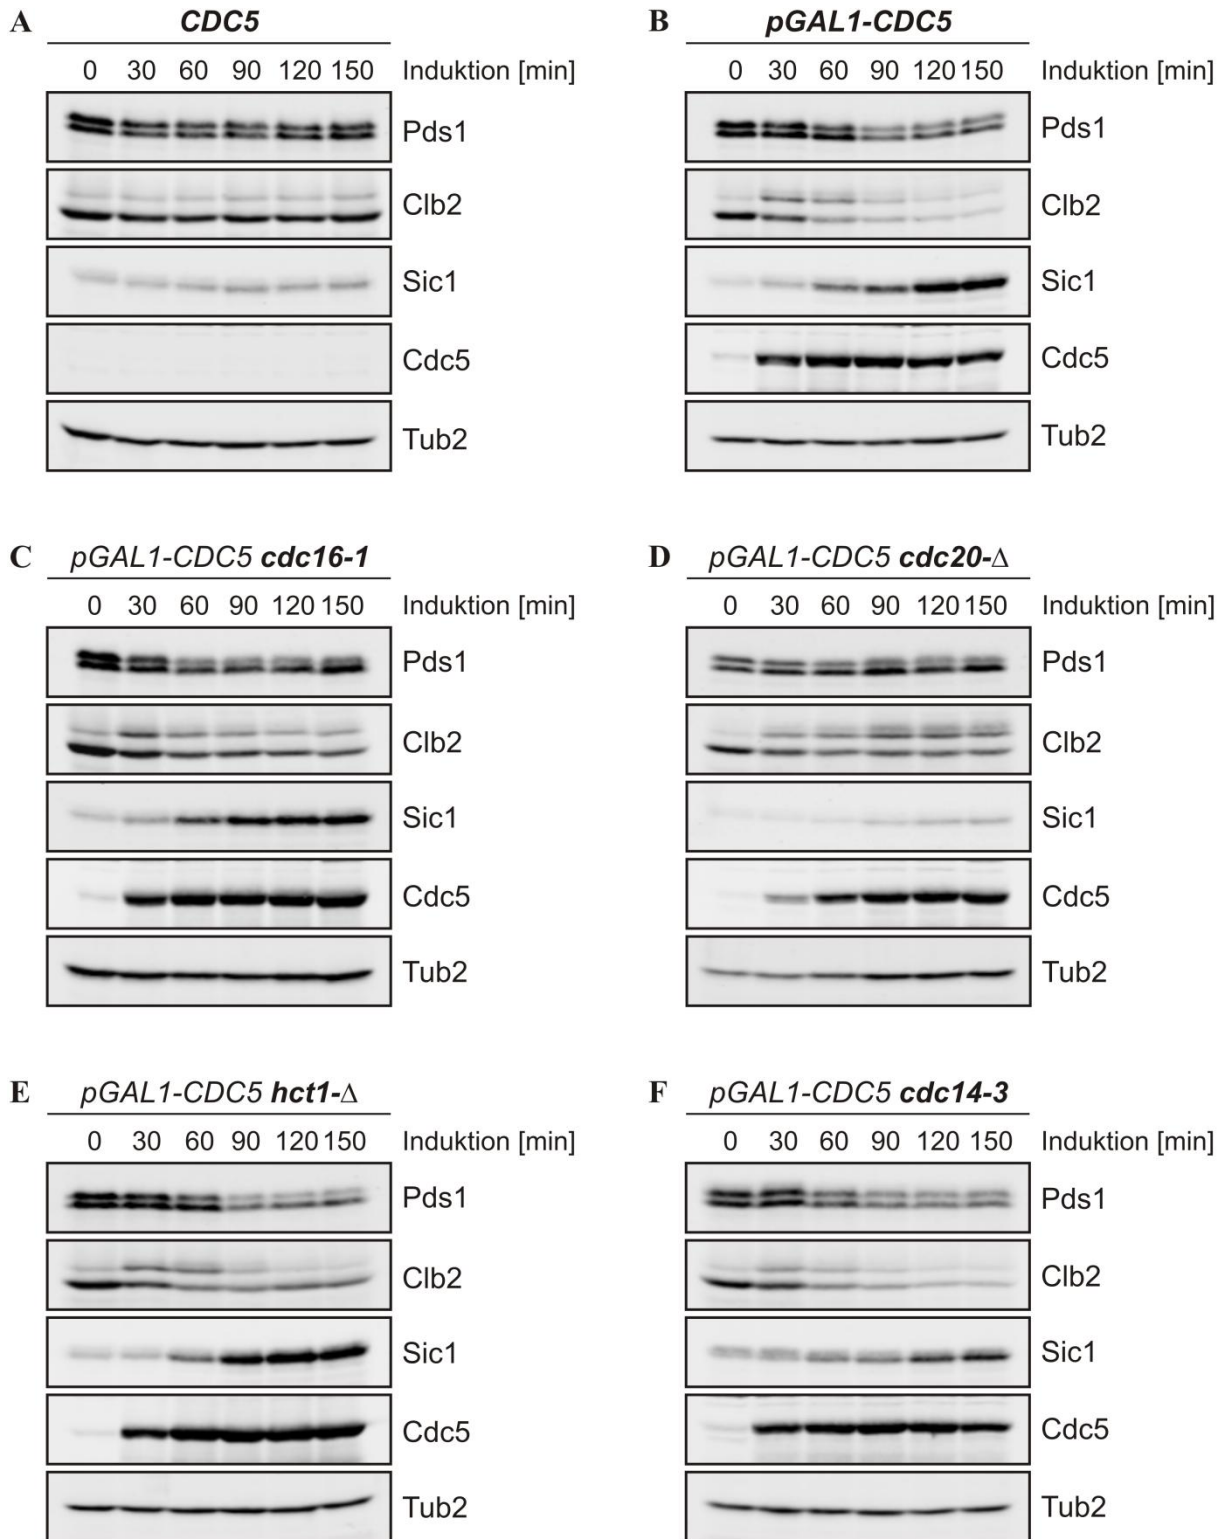 A CDC5
0 30 60 90 120 150 Induktion [min]
Pds1
Clb2
Sic1
Cdc5
Tub2
B pGAL1-CDC5
0 30 60 90 120 150 Induktion [min]
Pds1
Clb2
Sic1
Cdc5
Tub2
C pGAL1-CDC5 cdc16-1
0 30 60 90 120 150 Induktion [min]
Pds1
Clb2
Sic1
Cdc5
Tub2
D pGAL1-CDC5 cdc20-Δ
0 30 60 90 120 150 Induktion [min]
Pds1
Clb2
Sic1
Cdc5
Tub2
E pGAL1-CDC5 hct1-Δ
0 30 60 90 120 150 Induktion [min]
Pds1
Clb2
Sic1
Cdc5
Tub2
F pGAL1-CDC5 cdc14-3
0 30 60 90 120 150 Induktion [min]
Pds1
Clb2
Sic1
Cdc5
Tub2